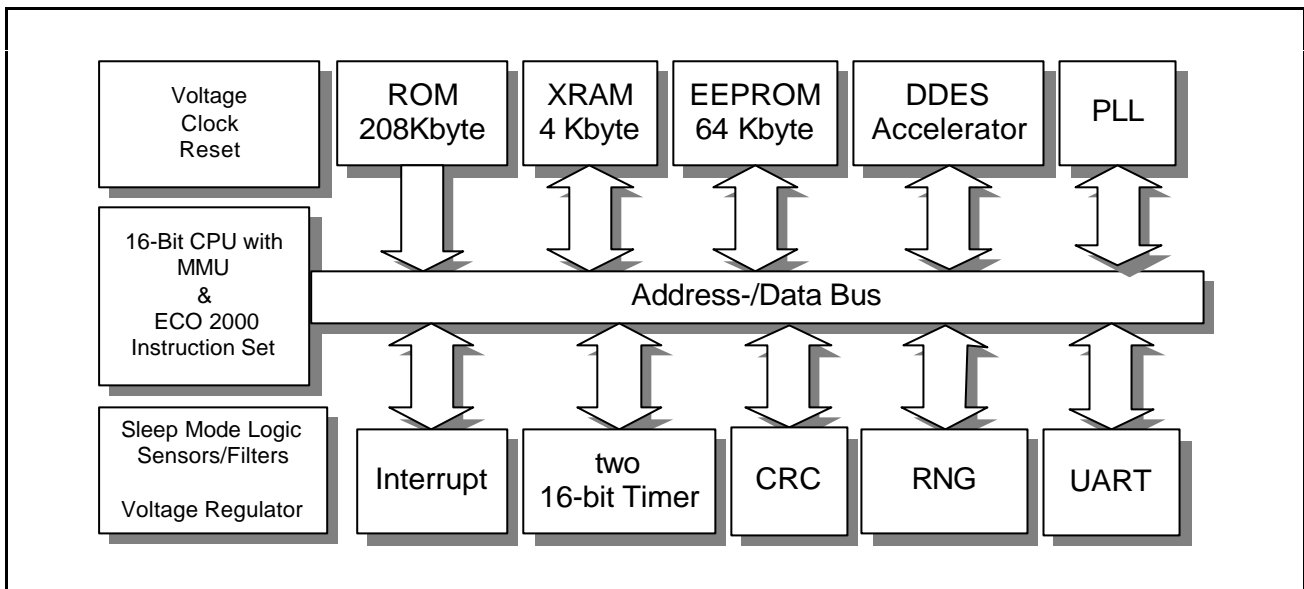 Voltage
Clock
Reset
ROM
208Kbyte
XRAM
4 Kbyte
EEPROM
64 Kbyte
DDES
Accelerator
PLL
16-Bit CPU with
MMU
&
ECO 2000
Instruction Set
Address-/Data Bus
Sleep Mode Logic
Sensors/Filters
Voltage Regulator
Interrupt
two
16-bit Timer
CRC
RNG
UART